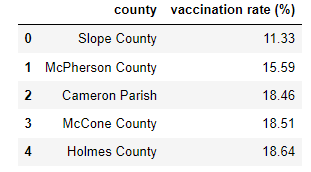 county vaccination rate (%)
0 Slope County 11.33
1 McPherson County 15.59
2 Cameron Parish 18.46
3 McCone County 18.51
4 Holmes County 18.64